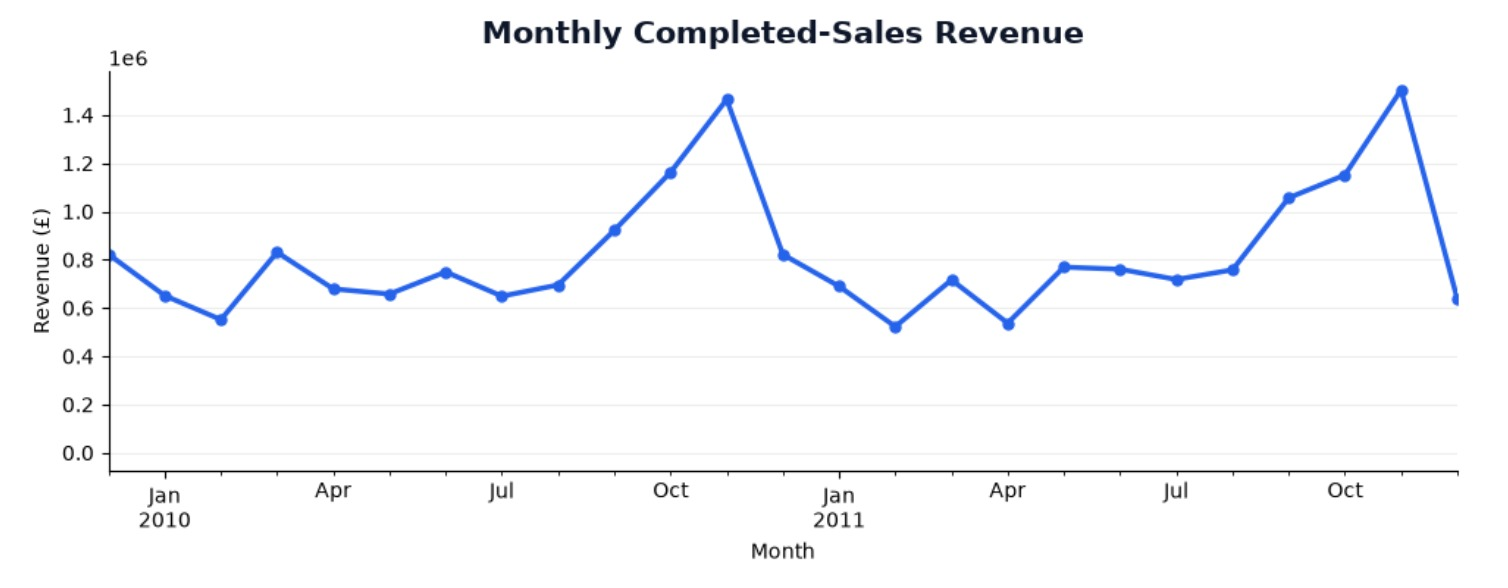 Monthly Completed-Sales Revenue
1e6
1.4
1.2
1.0
0.8
0.6
0.4
0.2
0.0
Revenue (£)
Jan Apr Jul Oct Jan Apr Jul Oct
2010 2011
Month